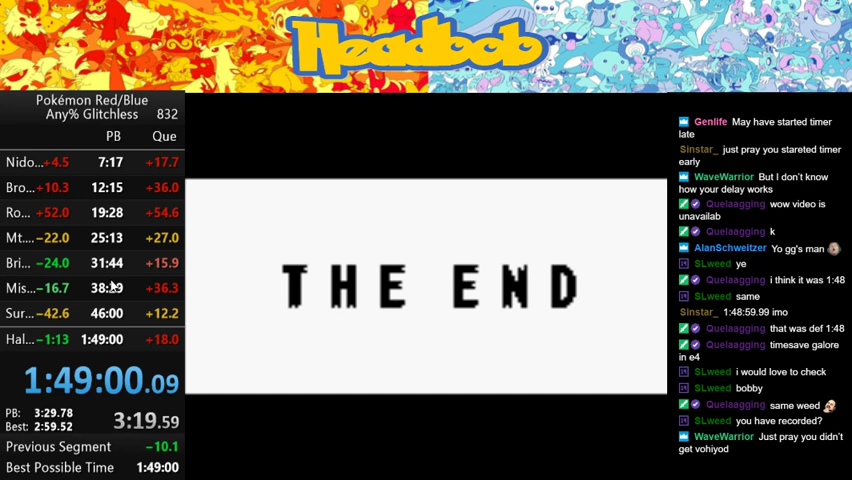 Headbob
Pokémon Red/Blue
Any% Glitchless 832
PB Que
Nido... +4.5 7:17 +17.7
Bro... +10.3 12:15 +36.0
Ro... +52.0 19:28 +54.6
Mt.... −22.0 25:13 +27.0
Bri... −24.0 31:44 +15.9
Mis... −16.7 38:29 +36.3
Sur... −42.6 46:00 +12.2
Hal... −1:13 1:49:00 +18.0
1:49:00.09
PB: 3:29.78
Best: 2:59.52
3:19.59
Previous Segment −10.1
Best Possible Time 1:49:00
THE END
Genlife May have started timer
late
Sinstar_ just pray you stareted timer
early
WaveWarrior But I don't know
how your delay works
Quelaagging wow video is
unavailab
Quelaagging k
AlanSchweitzer Yo gg's man
SLweed ye
Quelaagging i think it was 1:48
SLweed same
Sinstar_ 1:48:59.99 imo
Quelaagging that was def 1:48
Quelaagging timesave galore
in e4
SLweed i would love to check
SLweed bobby
Quelaagging same weed
SLweed you have recorded?
WaveWarrior Just pray you didn't
get vohiyod